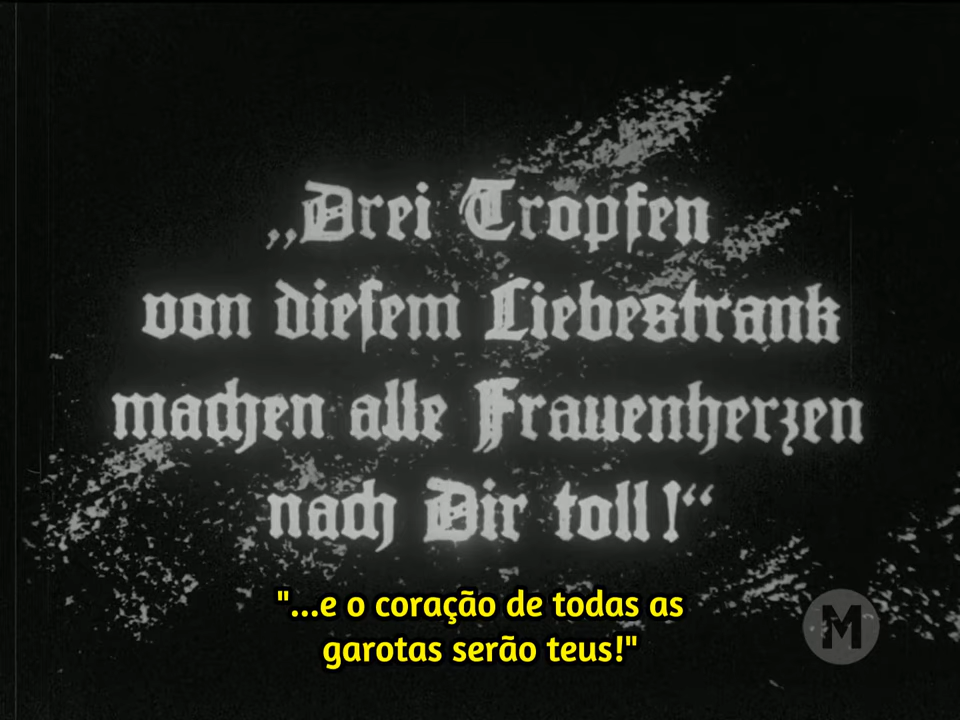 „Drei Tropfen
von diesem Liebestrank
machen alle Frauenherzen
nach Dir toll!“
"...e o coração de todas as
garotas serão teus!"
M